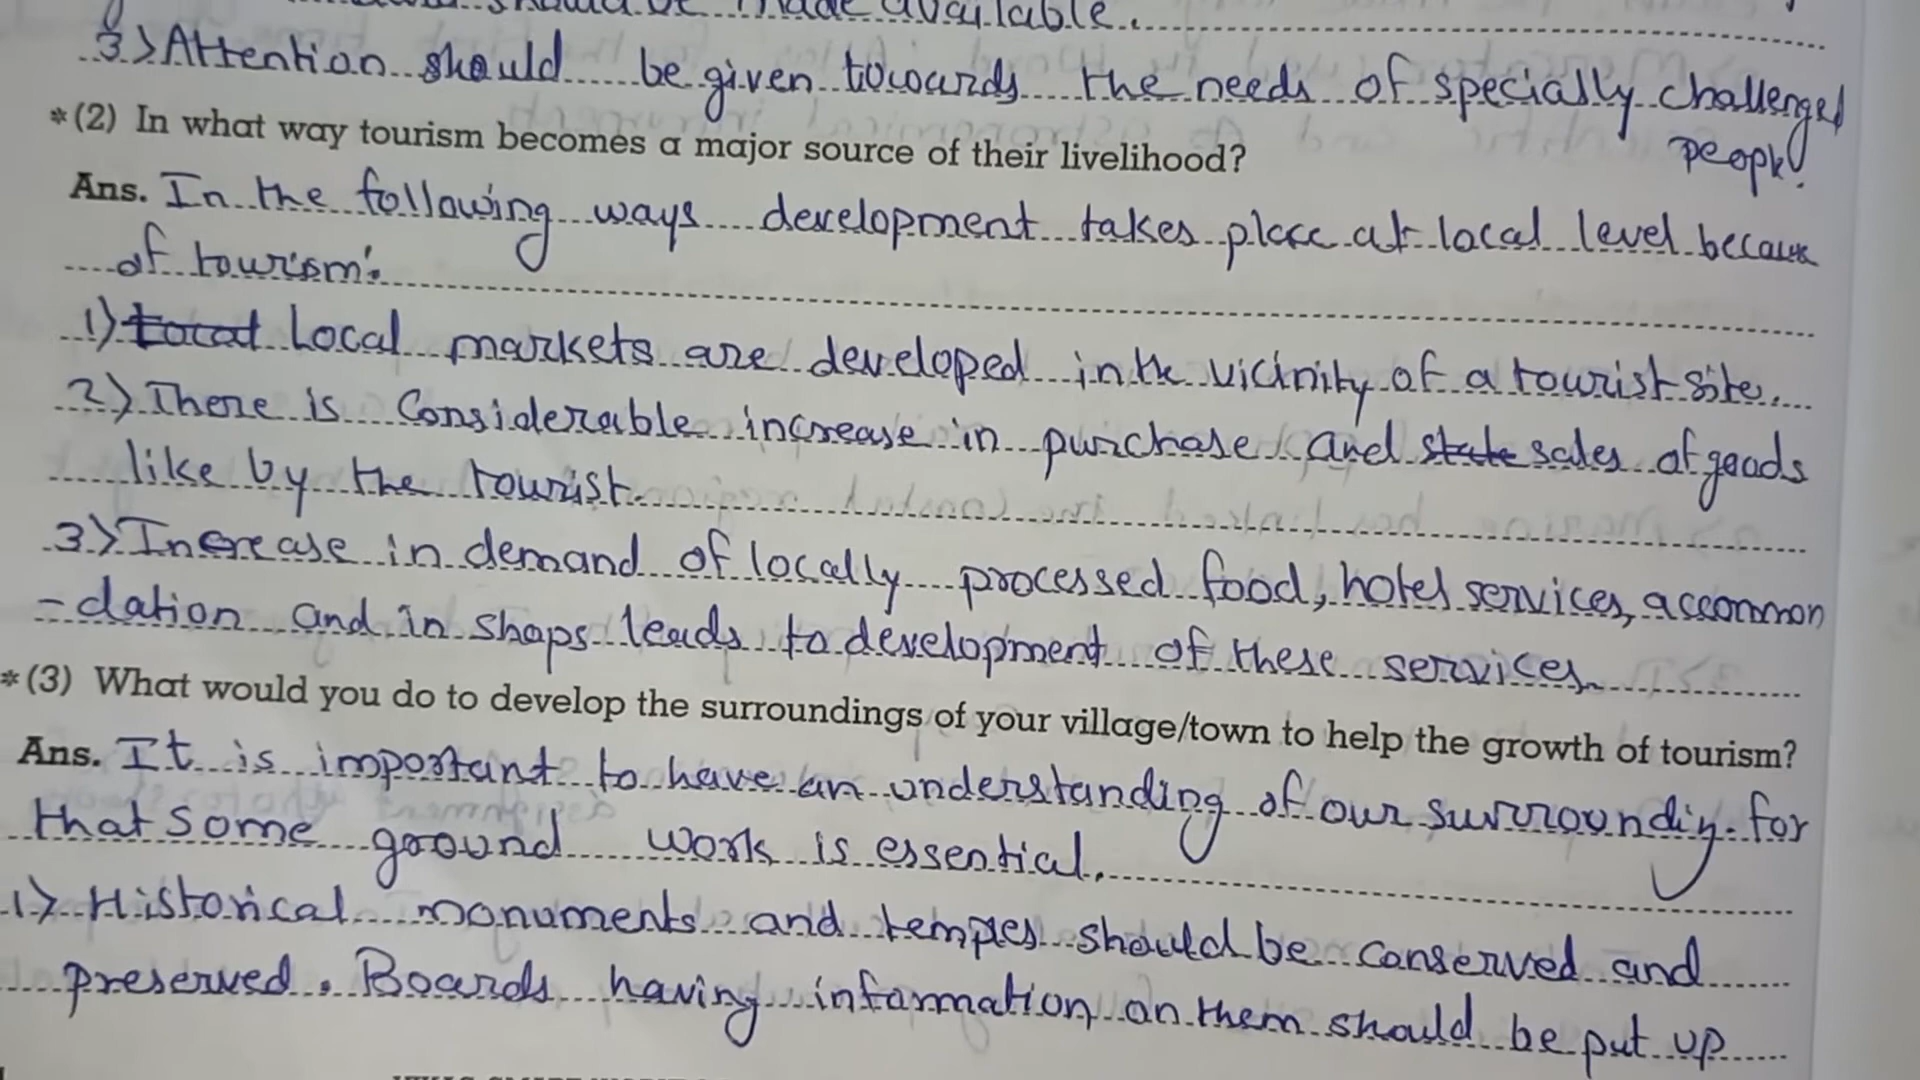 should be made available.
3) Attention should be given towards the needs of specially challenged
people.
*(2) In what way tourism becomes a major source of their livelihood?
Ans. In the following ways development takes place at local level because
of tourism:
1) Local markets are developed in the vicinity of a tourist site.
2) There is considerable increase in purchase and sales of goods
like by the tourist.
3) Increase in demand of locally processed food, hotel services, accommon
-dation and in shops leads to development of these services.
*(3) What would you do to develop the surroundings of your village/town to help the growth of tourism?
Ans. It is important to have an understanding of our surrounding. for
that some ground work is essential.
1) Historical monuments and temples should be conserved and
preserved. Boards having information on them should be put up